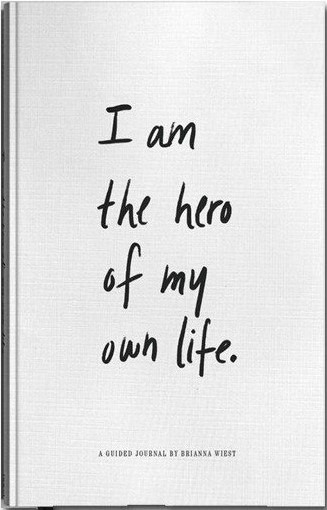 I am
the hero
of my
own life.
A GUIDED JOURNAL BY BRIANNA WIEST